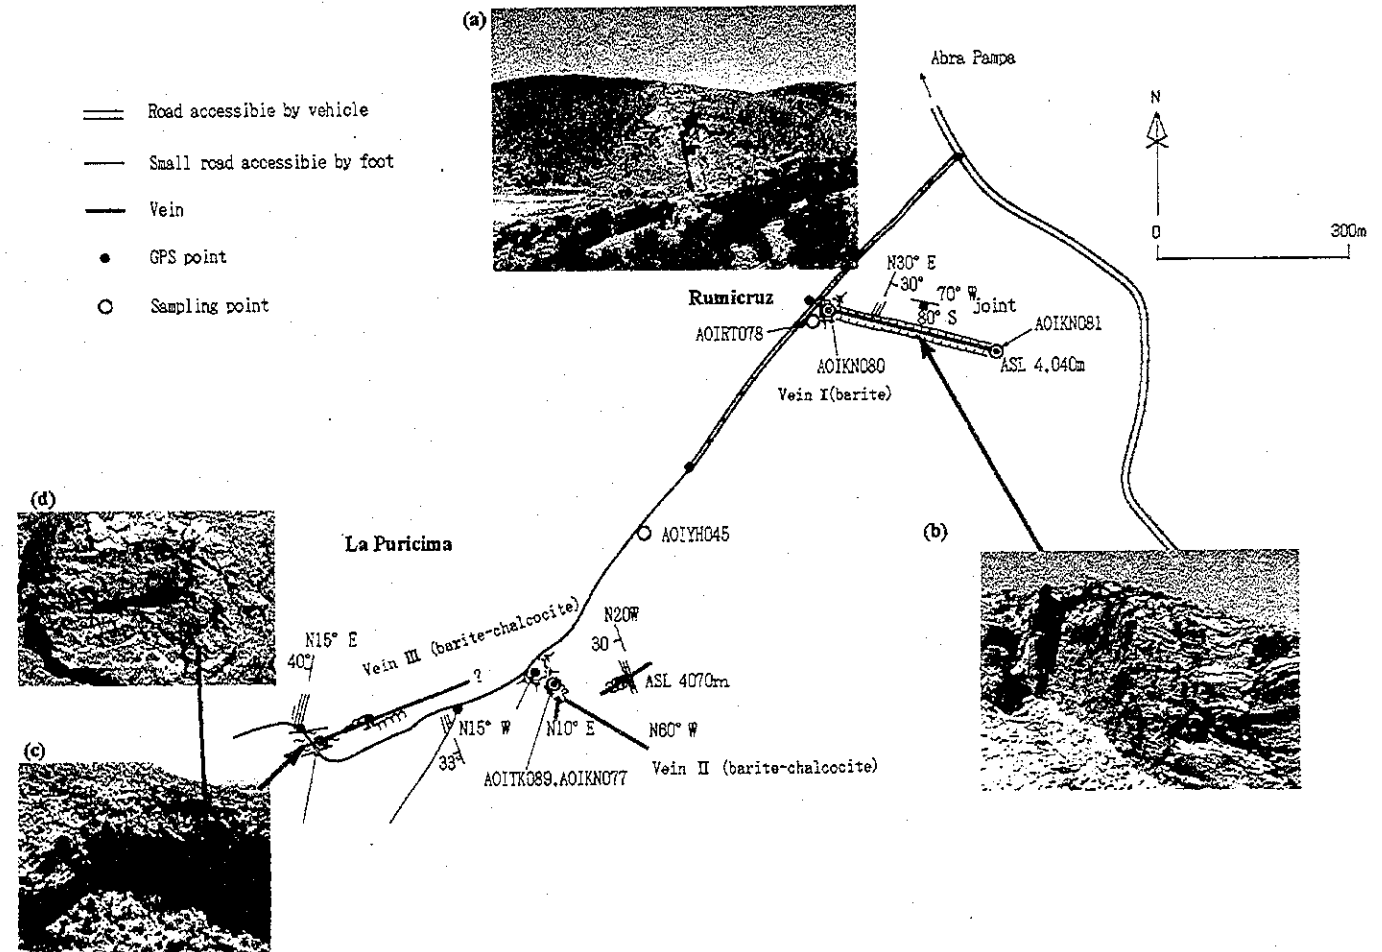 (a)
Abra Pampa
Road accessibie by vehicle
N
Small road accessibie by foot
Vein
0
300m
GPS point
N30° E
30°
70° W
joint
Rumicruz
Sampling point
80° S
AOIRT078
AOIKN081
AOIKN080
ASL 4,040m
Vein I(barite)
(d)
(b)
AOIYH045
La Puricima
N20W
30
N15° E
40°
Vein III (barite-chalcocite)
?
ASL 4070m
N15° W
N10° E
N60° W
33°
(c)
Vein II (barite-chalcocite)
AOITK089,AOIKN077